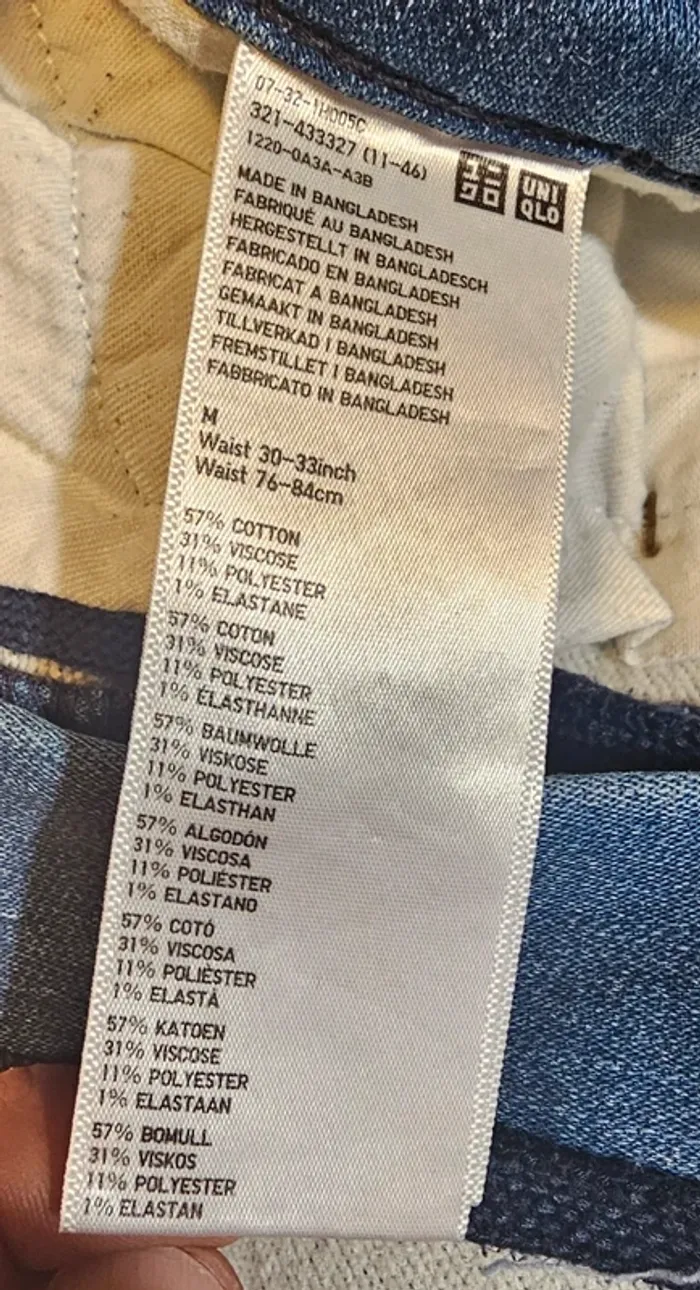 07-32-1H005C
321-433327 (11-46)
1220-0A3A-A3B
UNI
QLO
MADE IN BANGLADESH
FABRIQUÉ AU BANGLADESH
HERGESTELLT IN BANGLADESCH
FABRICADO EN BANGLADESH
FABRICAT A BANGLADESH
GEMAAKT IN BANGLADESH
TILLVERKAD I BANGLADESH
FREMSTILLET I BANGLADESH
FABBRICATO IN BANGLADESH
M
Waist 30-33inch
Waist 76-84cm
57% COTTON
31% VISCOSE
11% POLYESTER
1% ELASTANE
57% COTON
31% VISCOSE
11% POLYESTER
1% ÉLASTHANNE
57% BAUMWOLLE
31% VISKOSE
11% POLYESTER
1% ELASTHAN
57% ALGODÓN
31% VISCOSA
11% POLIÉSTER
1% ELASTANO
57% COTÓ
31% VISCOSA
11% POLIÈSTER
1% ELASTÀ
57% KATOEN
31% VISCOSE
11% POLYESTER
1% ELASTAAN
57% BOMULL
31% VISKOS
11% POLYESTER
1% ELASTAN